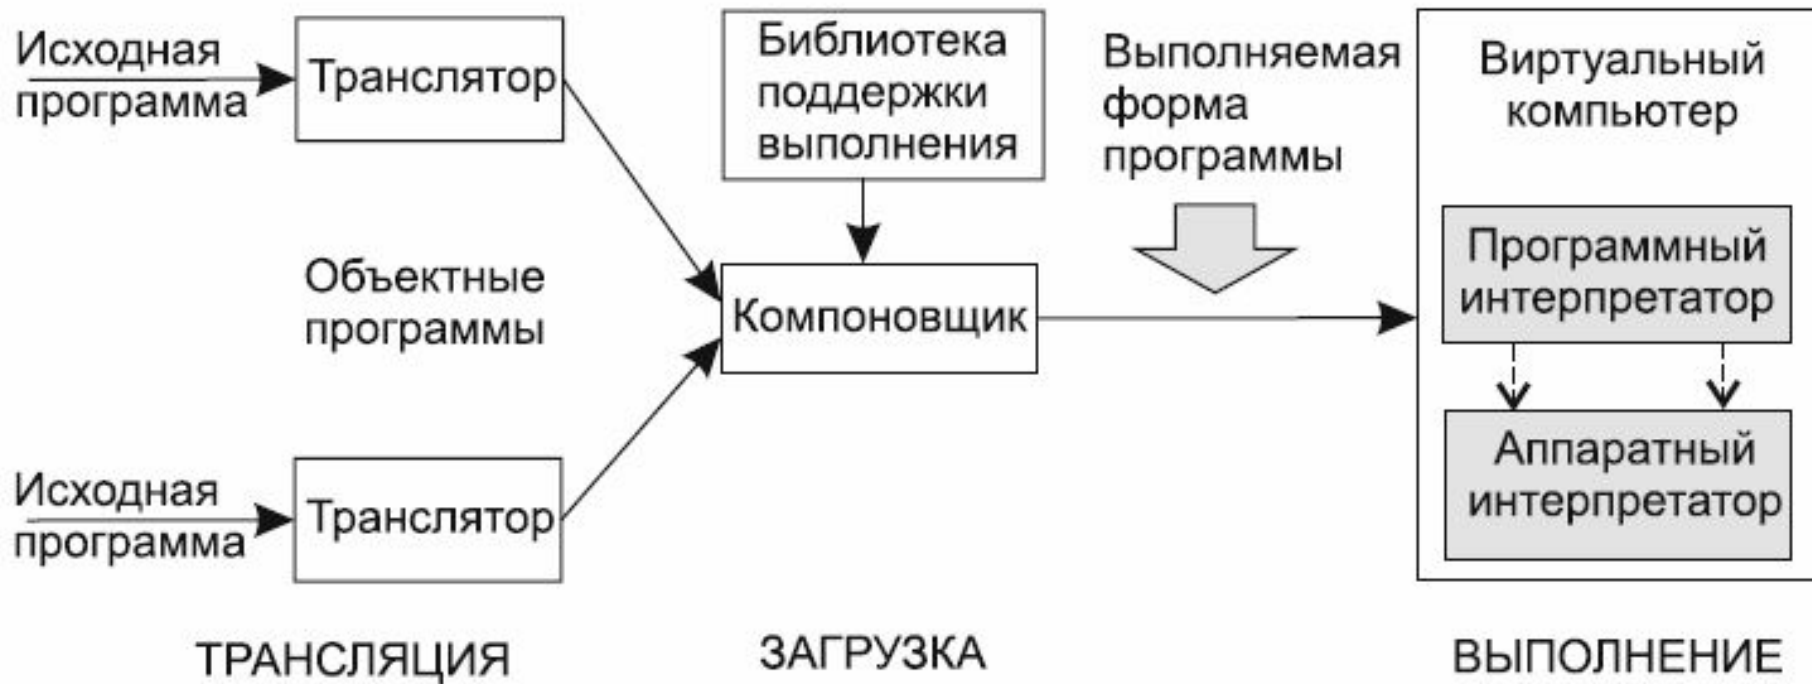 Исходная
программа
Транслятор
Библиотека
поддержки
выполнения
Выполняемая
форма
программы
Виртуальный
компьютер
Объектные
программы
Компоновщик
Программный
интерпретатор
Аппаратный
интерпретатор
Исходная
программа
Транслятор
ТРАНСЛЯЦИЯ
ЗАГРУЗКА
ВЫПОЛНЕНИЕ